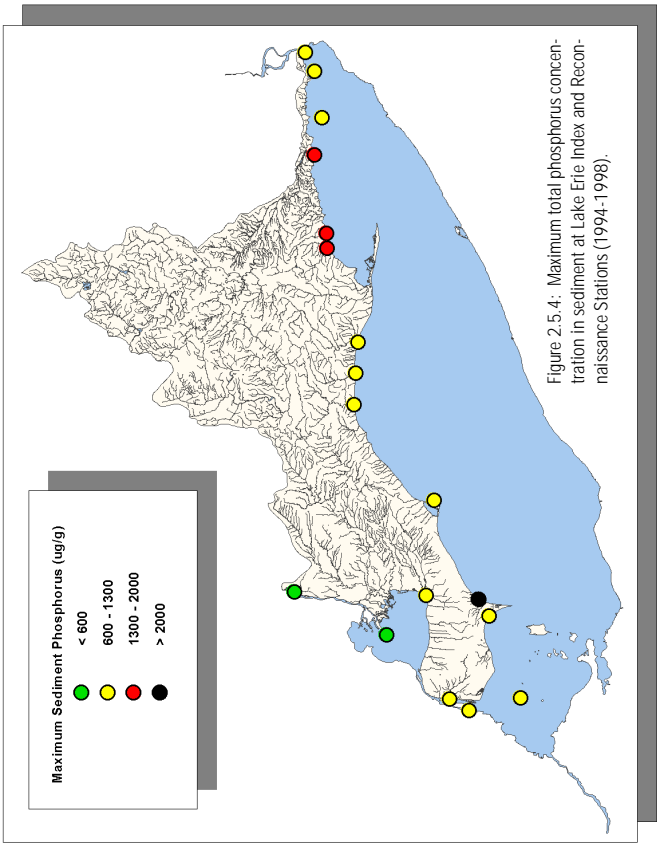 Maximum Sediment Phosphorus (ug/g)
< 600
600 - 1300
1300 - 2000
> 2000
Figure 2.5.4: Maximum total phosphorus concen-
tration in sediment at Lake Erie Index and Recon-
naissance Stations (1994-1998).